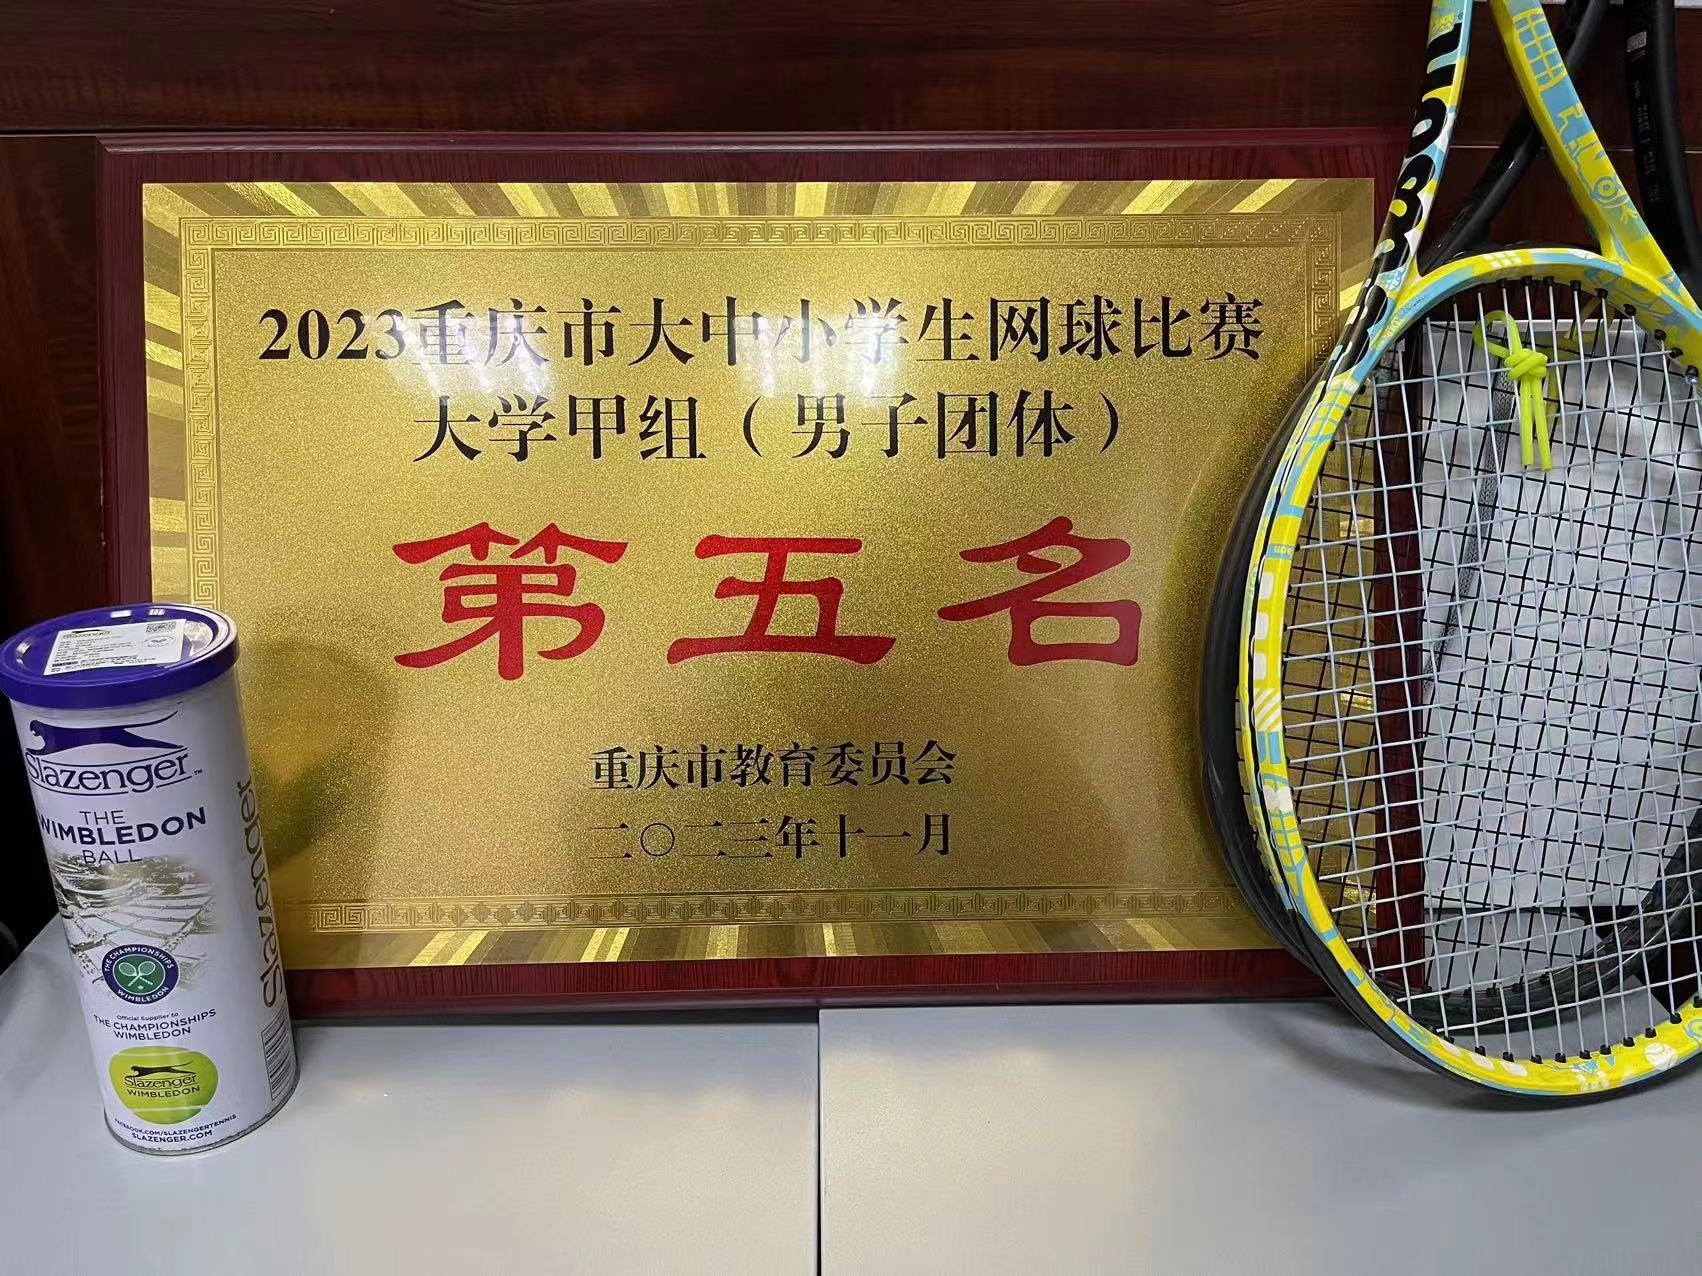 2023重庆市大中小学生网球比赛
大学甲组（男子团体）
第五名
重庆市教育委员会
二〇二三年十一月
Slazenger
THE
WIMBLEDON
BALL
Slazenger
THE CHAMPIONSHIPS
WIMBLEDON
Official Supplier to
THE CHAMPIONSHIPS
WIMBLEDON
Slazenger
WIMBLEDON
FACEBOOK.COM/SLAZENGERTENNIS
SLAZENGER.COM